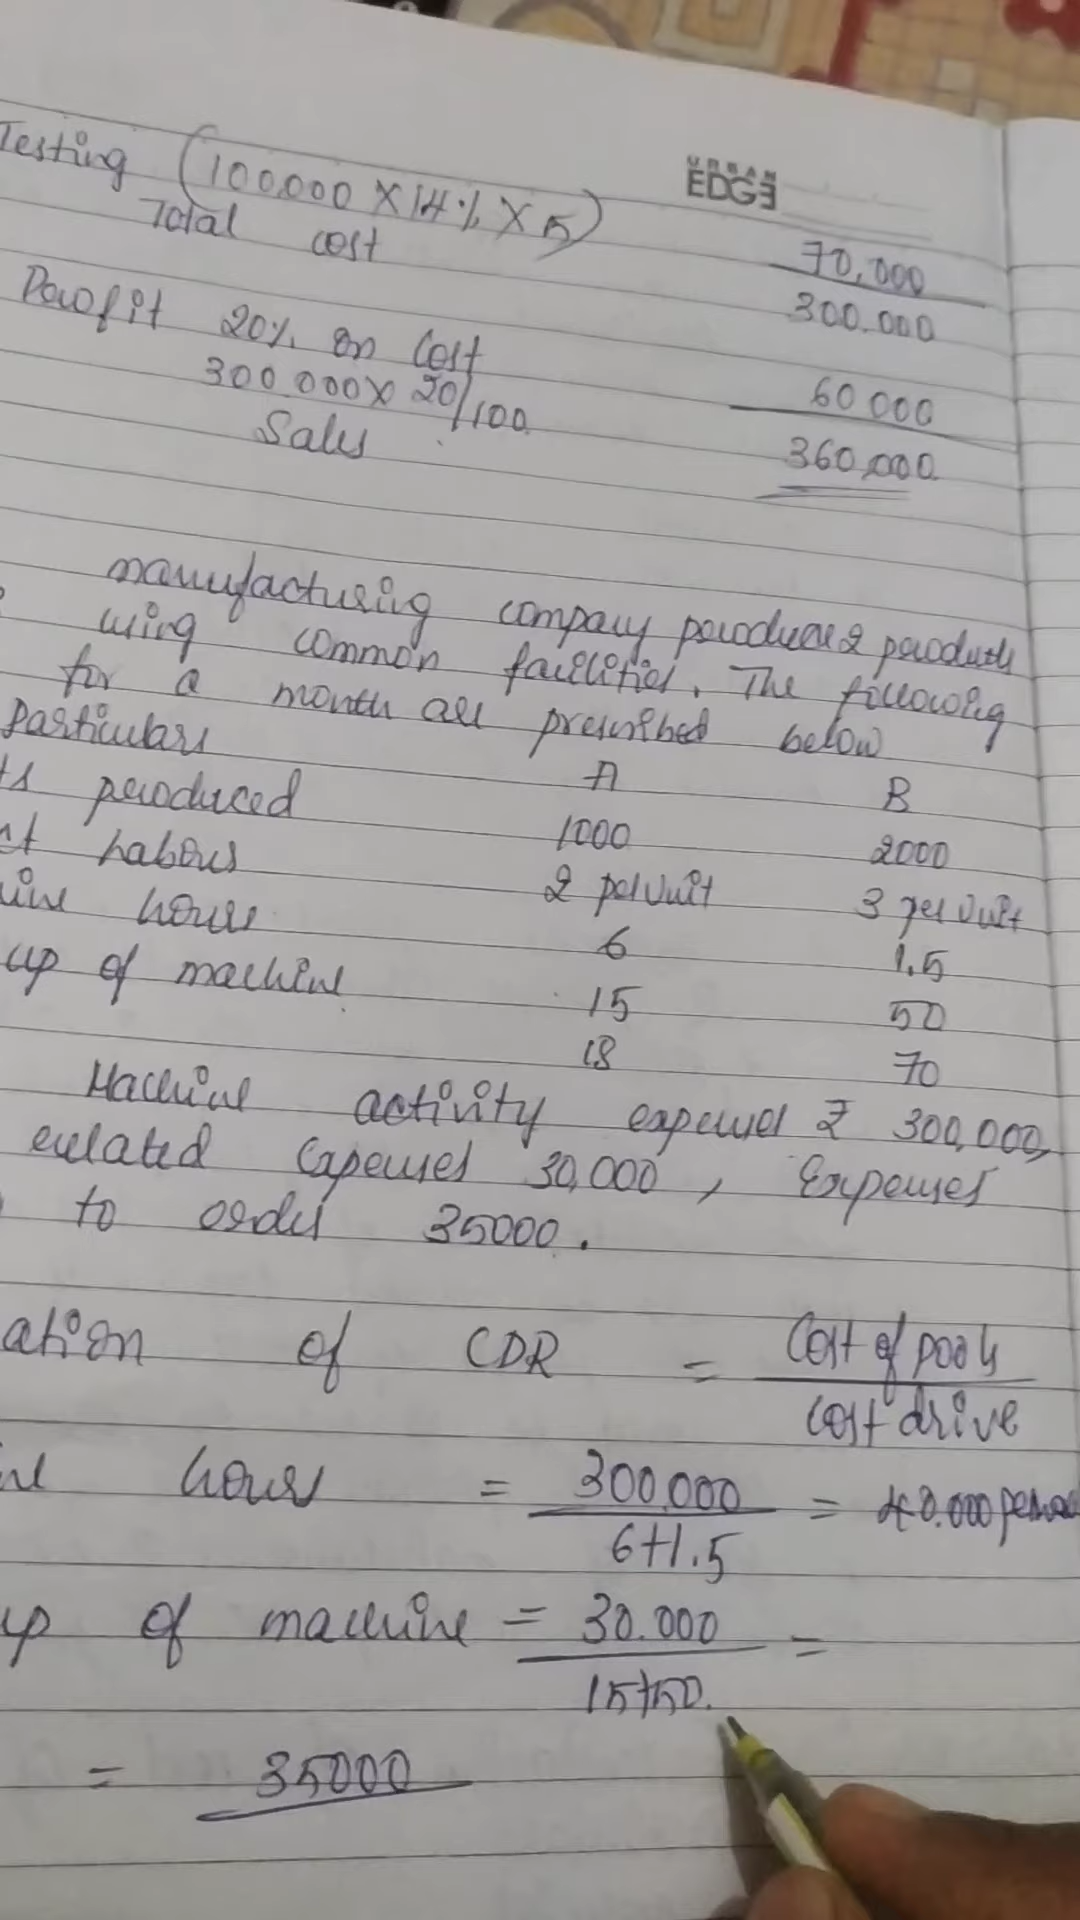 URBAN
EDGE
Testing (100,000 X 14% X 5) 70,000
Total cost 300.000
Profit 20% on Cost
300.000 X 20/100 60 000
Sales 360,000
manufacturing company produces 2 products
using common facilities. The following
for a month are prescribed below
Particulars A B
ts produced 1000 2000
ct Labour 2 per Unit 3 per Unit
ine hours 6 1.5
up of machine 15 50
18 70
Machine activity expenses ₹ 300,000,
related Expenses 30,000, Expenses
to order 35000.
ation of CDR = Cost of pools
Cost drive
ine hours = 300,000 = 40.000
6+1.5
up of machine = 30.000 =
15+50.
= 35000